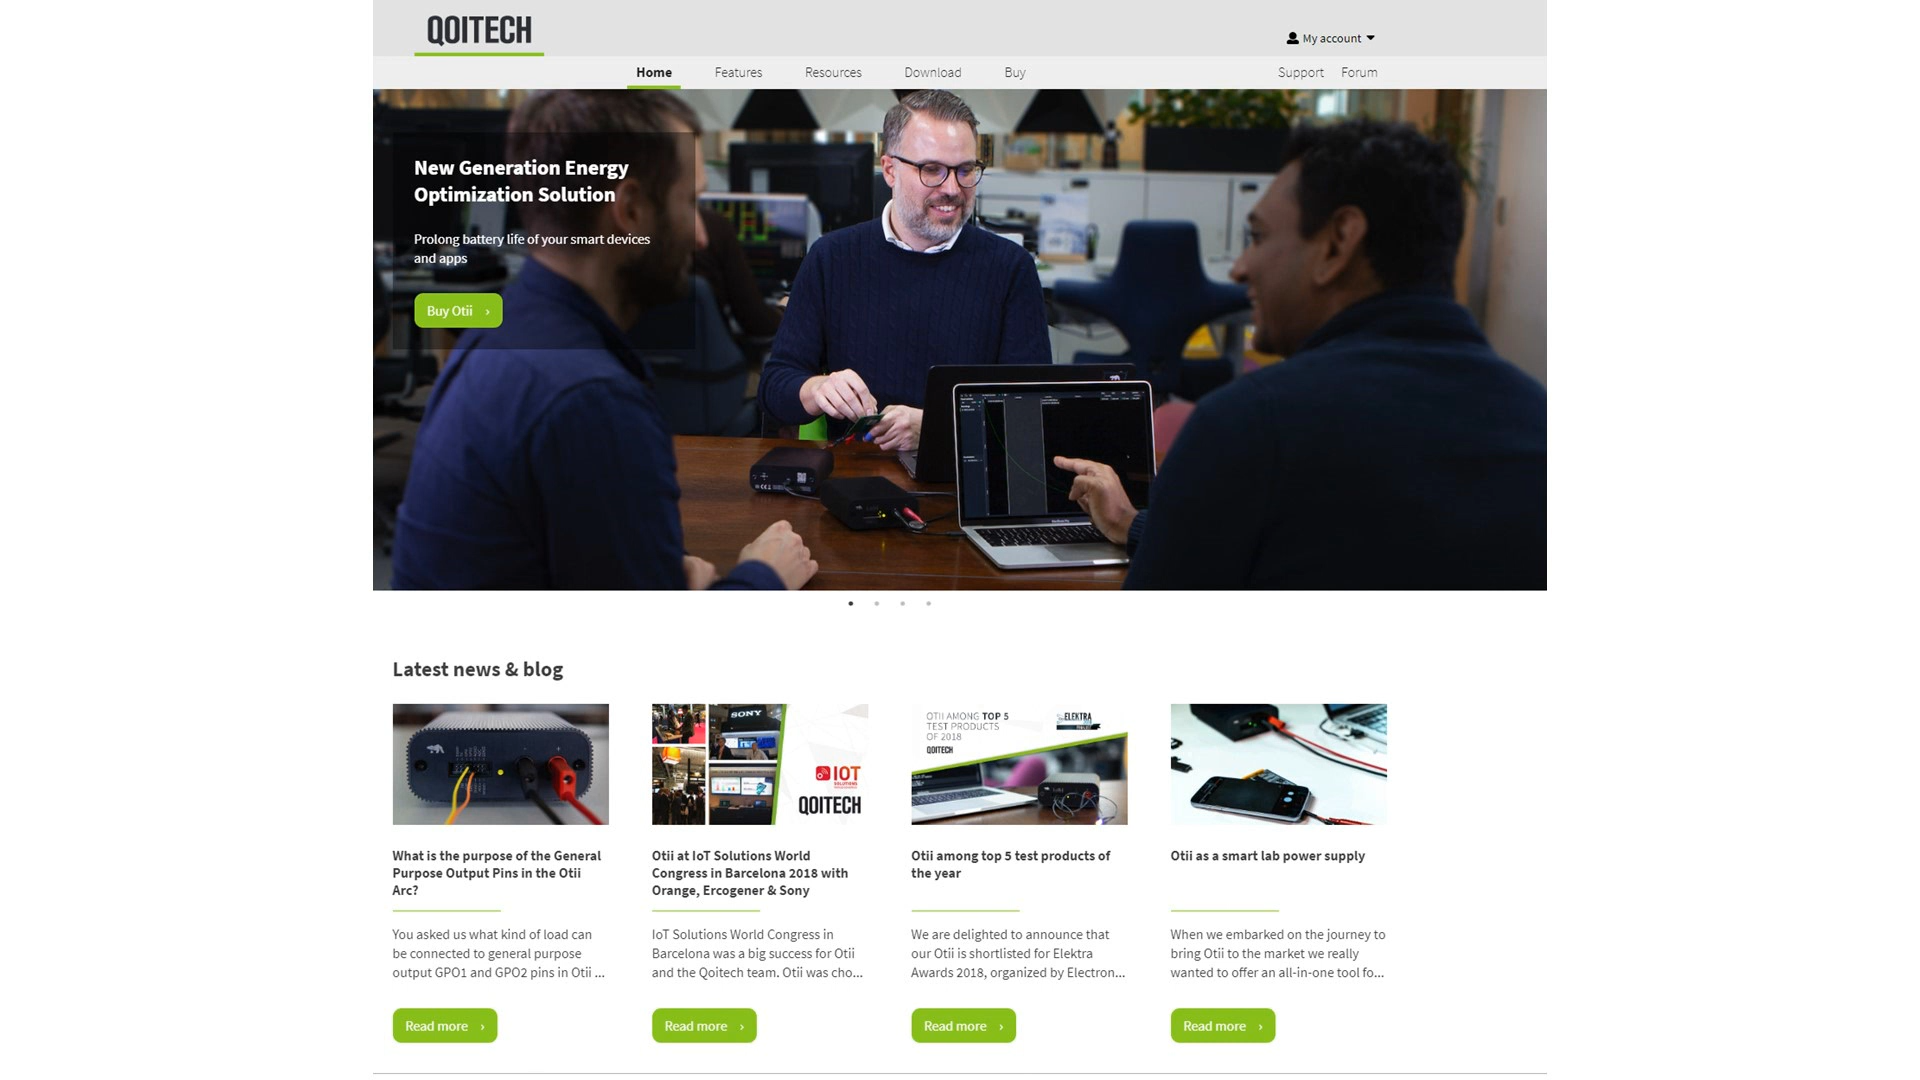 QOITECH
My account
Home Features Resources Download Buy Support Forum
New Generation Energy
Optimization Solution
Prolong battery life of your smart devices
and apps
Buy Otii ›
Latest news & blog
SONY
IOT
SOLUTIONS
QOITECH
OTII AMONG TOP 5
TEST PRODUCTS
OF 2018
QOITECH
ELEKTRA
What is the purpose of the General
Purpose Output Pins in the Otii
Arc?
You asked us what kind of load can
be connected to general purpose
output GPO1 and GPO2 pins in Otii ...
Read more ›
Otii at IoT Solutions World
Congress in Barcelona 2018 with
Orange, Ercogener & Sony
IoT Solutions World Congress in
Barcelona was a big success for Otii
and the Qoitech team. Otii was cho...
Read more ›
Otii among top 5 test products of
the year
We are delighted to announce that
our Otii is shortlisted for Elektra
Awards 2018, organized by Electron...
Read more ›
Otii as a smart lab power supply
When we embarked on the journey to
bring Otii to the market we really
wanted to offer an all-in-one tool fo...
Read more ›